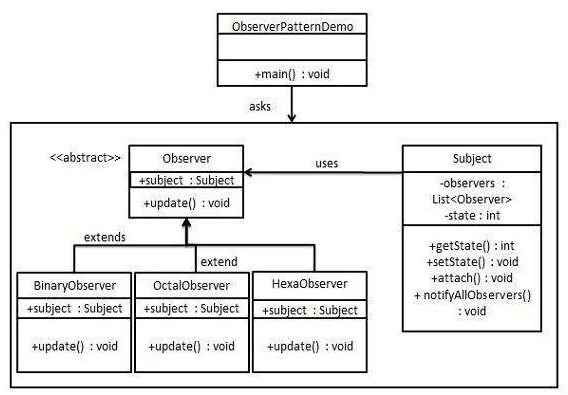 ObserverPatternDemo
+main() : void
asks
<<abstract>>
Observer
+subject : Subject
+update() : void
uses
Subject
-observers :
List<Observer>
-state : int
+getState() : int
+setState() : void
+attach() : void
+ notifyAllObservers()
: void
extends
extend
BinaryObserver
+subject : Subject
+update() : void
OctalObserver
+subject : Subject
+update() : void
HexaObserver
+subject : Subject
+update() : void